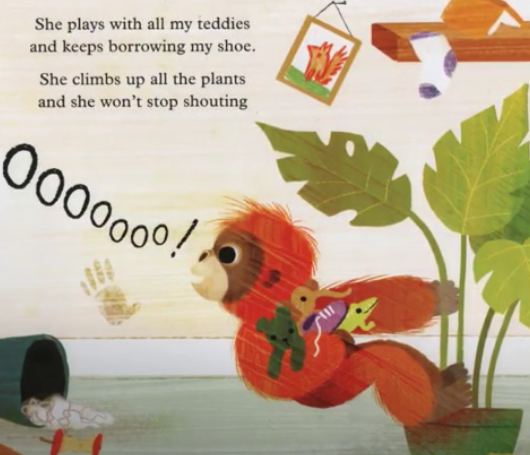 She plays with all my teddies
and keeps borrowing my shoe.
She climbs up all the plants
and she won't stop shouting
Ooooooo!